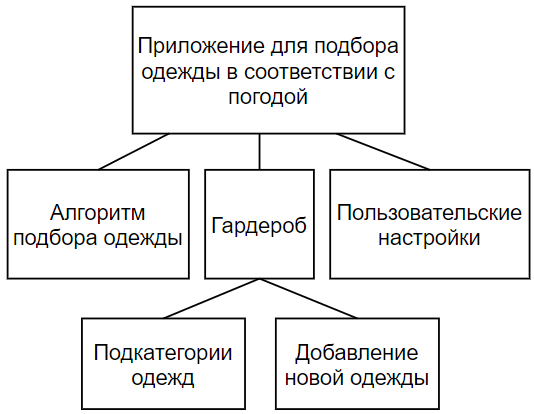 Приложение для подбора
одежды в соответствии с
погодой
Алгоритм
подбора одежды
Гардероб
Пользовательские
настройки
Подкатегории
одежд
Добавление
новой одежды